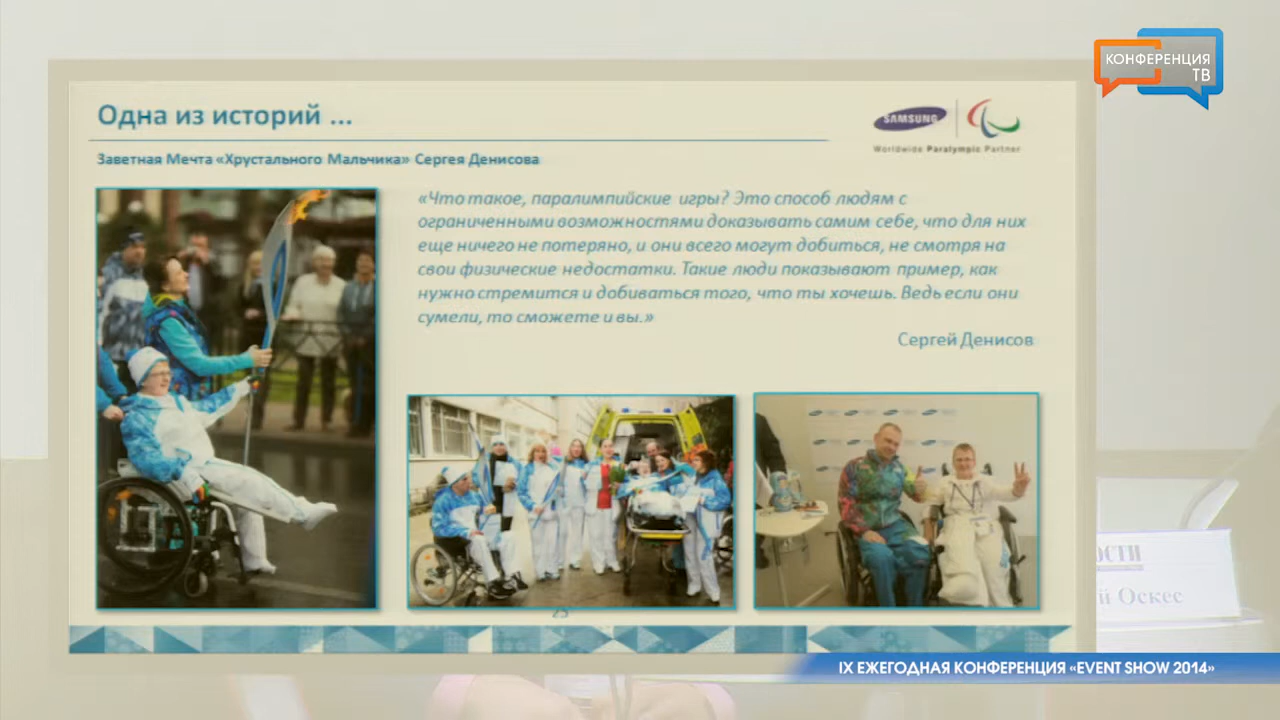 КОНФЕРЕНЦИЯ
ТВ
Одна из историй ...
SAMSUNG
Worldwide Paralympic Partner
Заветная Мечта «Хрустального Мальчика» Сергея Денисова
«Что такое, паралимпийские игры? Это способ людям с
ограниченными возможностями доказывать самим себе, что для них
еще ничего не потеряно, и они всего могут добиться, не смотря на
свои физические недостатки. Такие люди показывают пример, как
нужно стремится и добиваться того, что ты хочешь. Ведь если они
сумели, то сможете и вы.»
Сергей Денисов
ОСТИ
й Оскес
25
IX ЕЖЕГОДНАЯ КОНФЕРЕНЦИЯ «EVENT SHOW 2014»